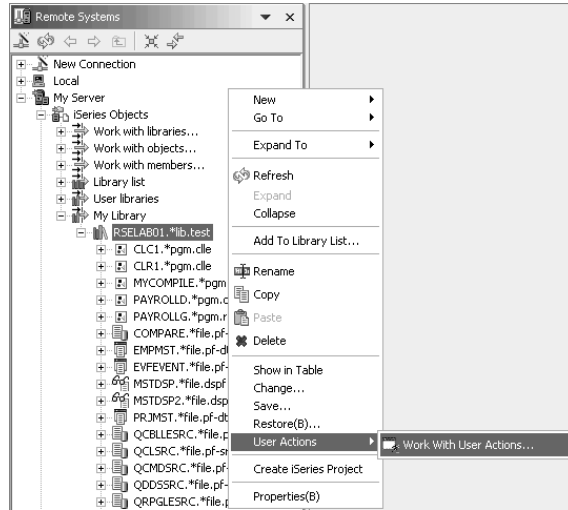 Remote Systems
New Connection
Local
My Server
iSeries Objects
Work with libraries...
Work with objects...
Work with members...
Library list
User libraries
My Library
RSELAB01.*lib.test
CLC1.*pgm.clle
CLR1.*pgm.clle
MYCOMPILE.*pgm
PAYROLLD.*pgm.c
PAYROLLG.*pgm.r
COMPARE.*file.pf-
EMPMST.*file.pf-dt
EVFEVENT.*file.pf-
MSTDSP.*file.dspf
MSTDSP2.*file.dsp
PRJMST.*file.pf-dt
QCBLLESRC.*file.p
QCLSRC.*file.pf-sr
QCMDSRC.*file.pf-
QDDSSRC.*file.pf-
QRPGLESRC.*file.p
New
Go To
Expand To
Refresh
Expand
Collapse
Add To Library List...
Rename
Copy
Paste
Delete
Show in Table
Change...
Save...
Restore(B)...
User Actions
Work With User Actions...
Create iSeries Project
Properties(B)